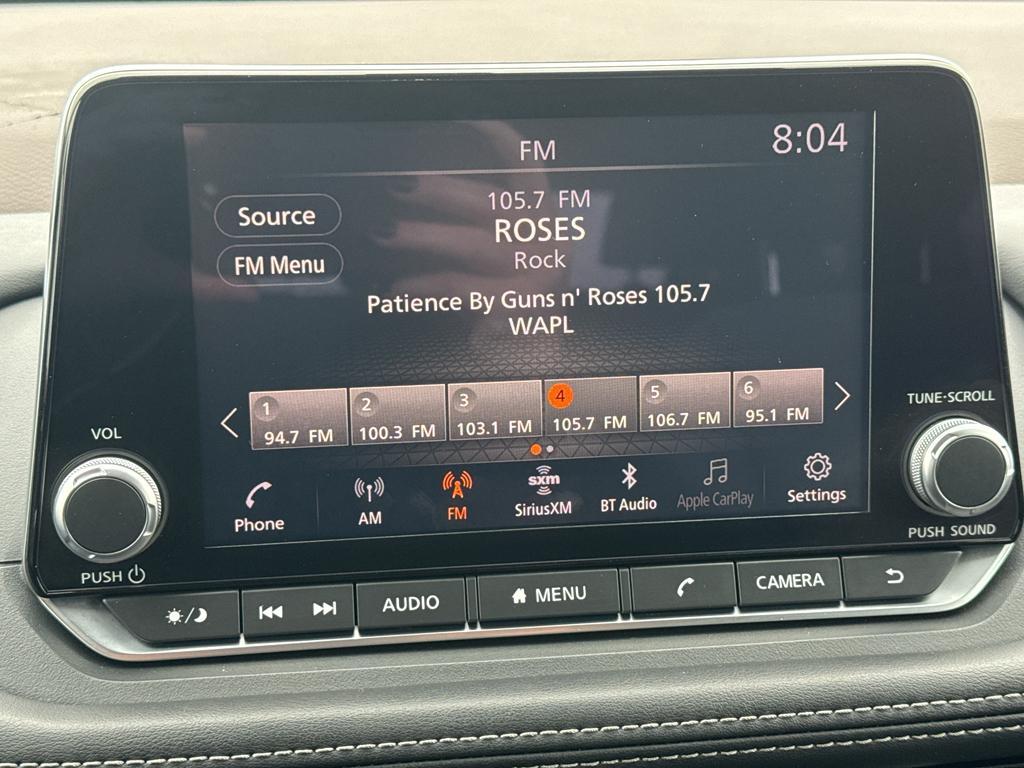 FM
8:04
Source
FM Menu
105.7 FM
ROSES
Rock
Patience By Guns n' Roses 105.7
WAPL
1
94.7 FM
2
100.3 FM
3
103.1 FM
4
105.7 FM
5
106.7 FM
6
95.1 FM
Phone
AM
FM
sxm
SiriusXM
BT Audio
Apple CarPlay
Settings
VOL
PUSH
TUNE·SCROLL
PUSH SOUND
AUDIO
MENU
CAMERA